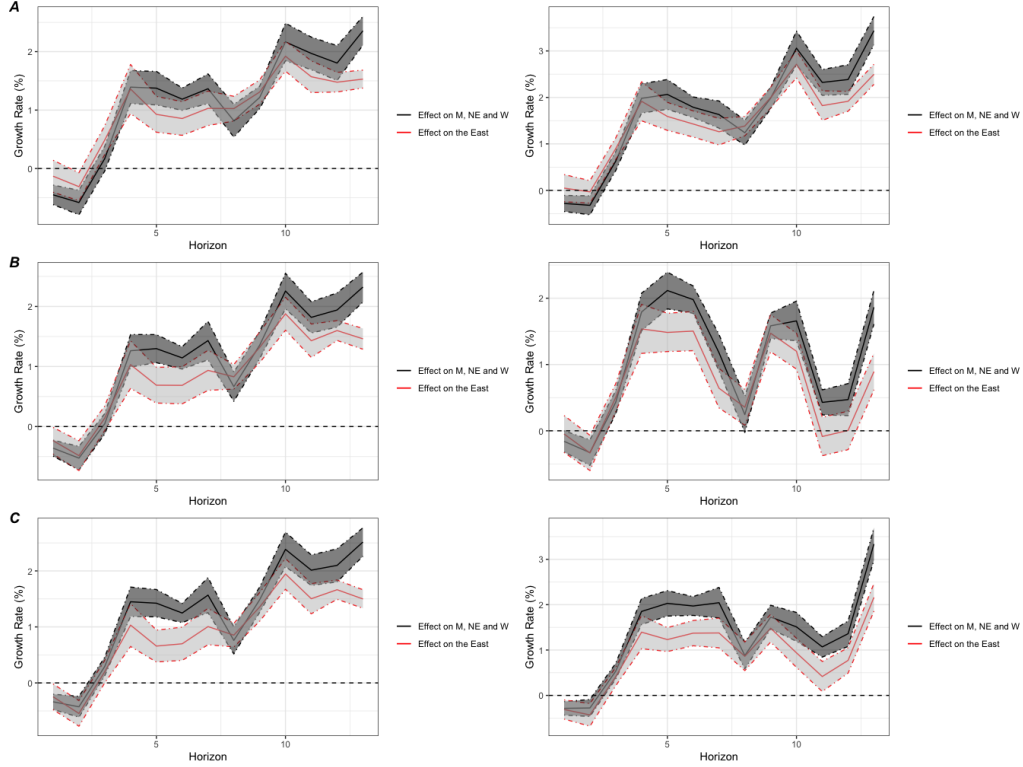 A
Growth Rate (%)
2
1
0
5
10
Horizon
Effect on M, NE and W
Effect on the East
Growth Rate (%)
3
2
1
0
5
10
Horizon
Effect on M, NE and W
Effect on the East
B
Growth Rate (%)
2
1
0
5
10
Horizon
Effect on M, NE and W
Effect on the East
Growth Rate (%)
2
1
0
5
10
Horizon
Effect on M, NE and W
Effect on the East
C
Growth Rate (%)
2
1
0
5
10
Horizon
Effect on M, NE and W
Effect on the East
Growth Rate (%)
3
2
1
0
5
10
Horizon
Effect on M, NE and W
Effect on the East